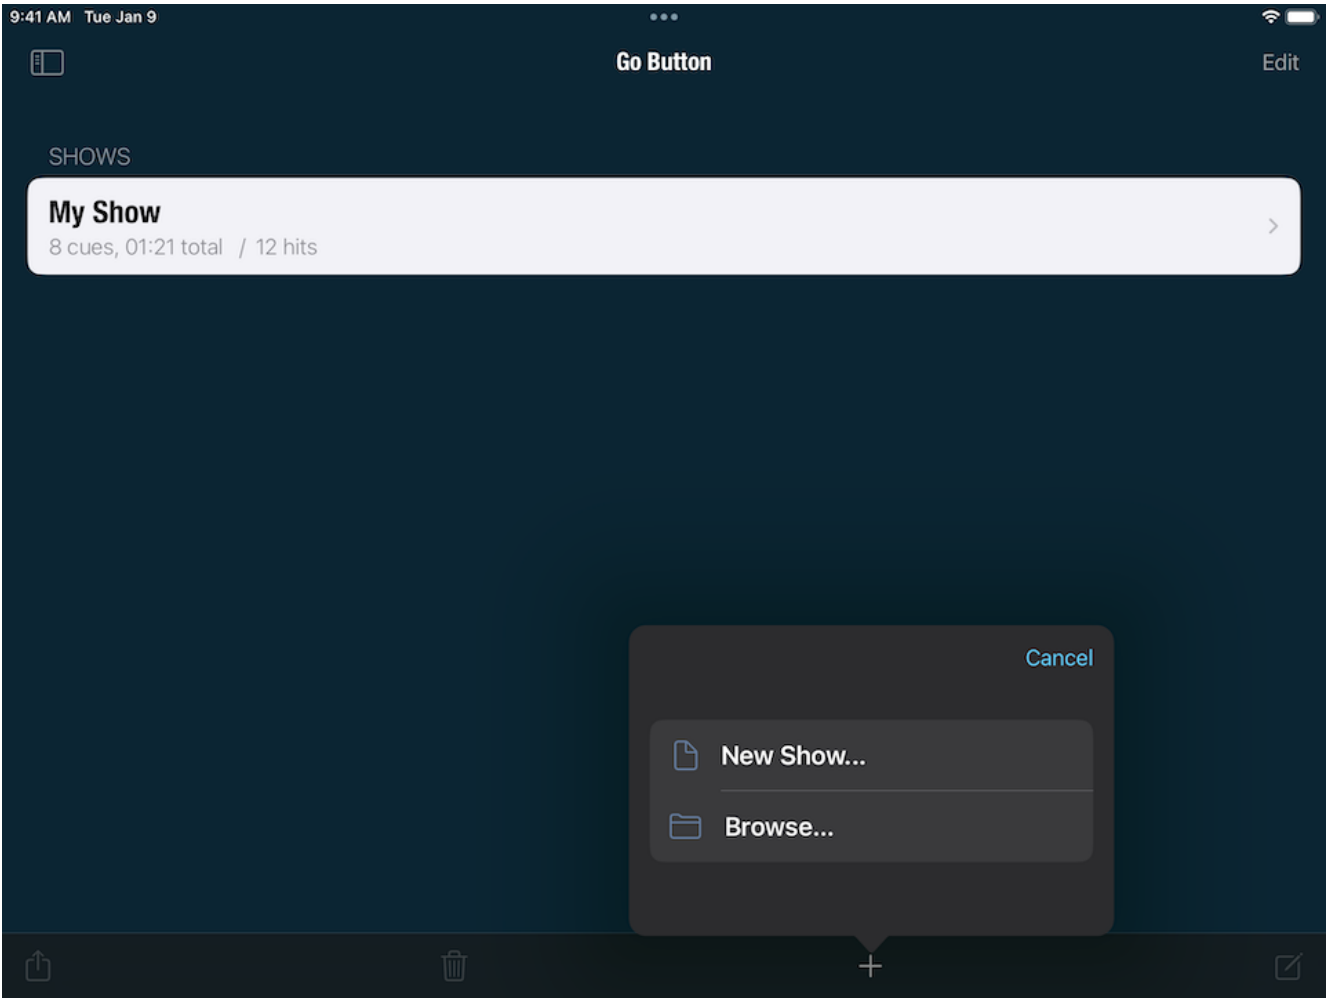 9:41 AM Tue Jan 9
Go Button
Edit
SHOWS
My Show
8 cues, 01:21 total / 12 hits
Cancel
New Show...
Browse...